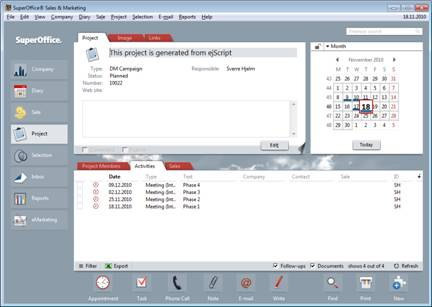 SuperOffice® Sales & Marketing
File Edit View Company Diary Sale Project Selection E-mail Reports Favourites Help 18.11.2010
SuperOffice.
Project Image Links
This project is generated from ejScript
Type: DM Campaign Responsible: Sverre Hjelm
Status: Planned
Number: 10022
Web site:
Completed
Edit
Month
November 2010
M T W T F S S
43 25 26 27 28 29 30 31
44 1 2 3 4 5 6 7
45 8 9 10 11 12 13 14
46 15 16 17 18 19 20 21
47 22 23 24 25 26 27 28
48 29 30 1 2 3 4 5
Today
Company
Diary
Sale
Project
Selection
Inbox
Reports
eMarketing
Project Members Activities Sales
Date Type Text Company Contact Sale ID
09.12.2010 Meeting (Int... Phase 4 SH
02.12.2010 Meeting (Int... Phase 3 SH
25.11.2010 Meeting (Int... Phase 2 SH
18.11.2010 Meeting (Int... Phase 1 SH
Filter Export Follow-ups Documents shows 4 out of 4 Refresh
Appointment Task Phone Call Note E-mail Write Find Print New